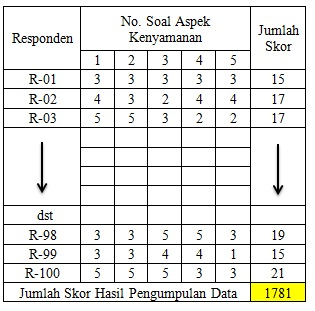 Responden No. Soal Aspek Kenyamanan Jumlah Skor
1 2 3 4 5
R-01 3 3 3 3 3 15
R-02 4 3 2 4 4 17
R-03 5 5 3 2 2 17
dst
R-98 3 3 5 5 3 19
R-99 3 3 4 4 1 15
R-100 5 5 5 3 3 21
Jumlah Skor Hasil Pengumpulan Data 1781